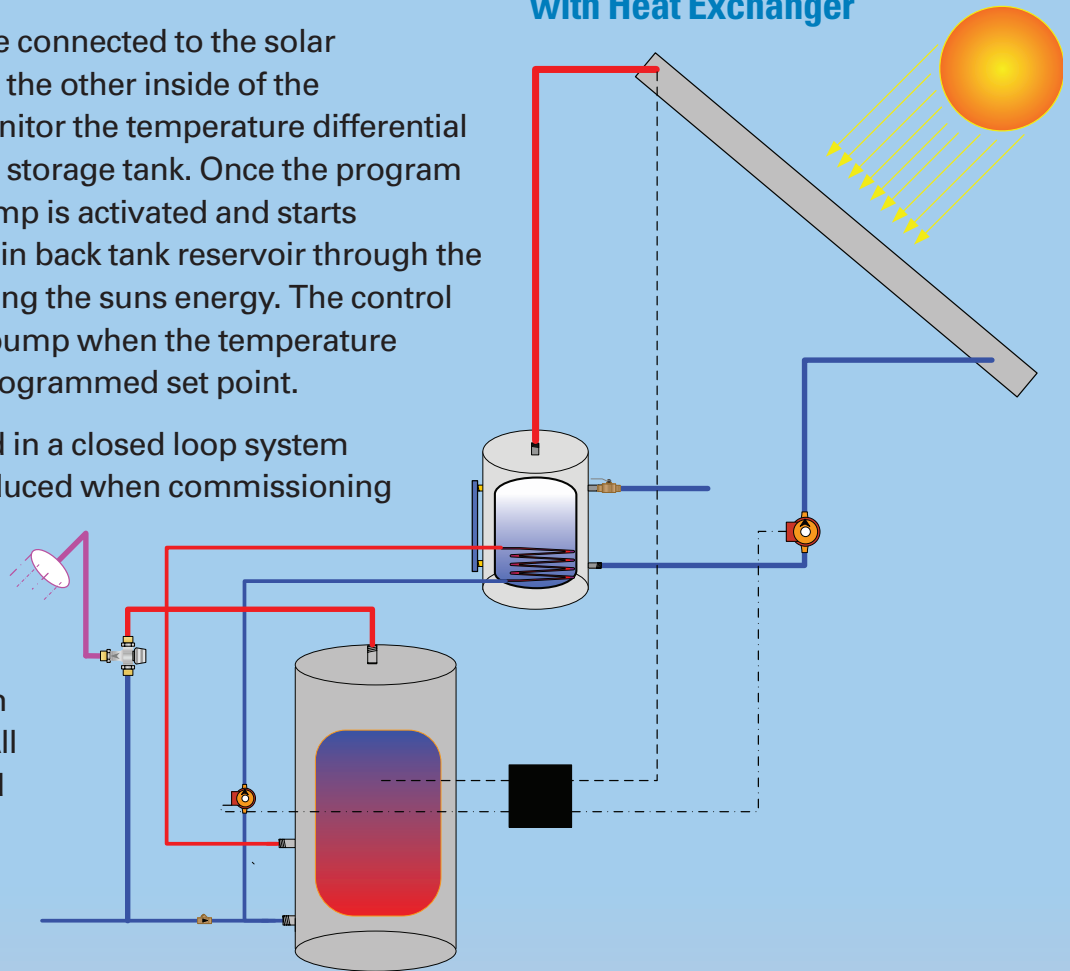 With Heat Exchanger
e connected to the solar
the other inside of the
nitor the temperature differential
storage tank. Once the program
mp is activated and starts
in back tank reservoir through the
ng the suns energy. The control
pump when the temperature
ogrammed set point.
d in a closed loop system
duced when commissioning